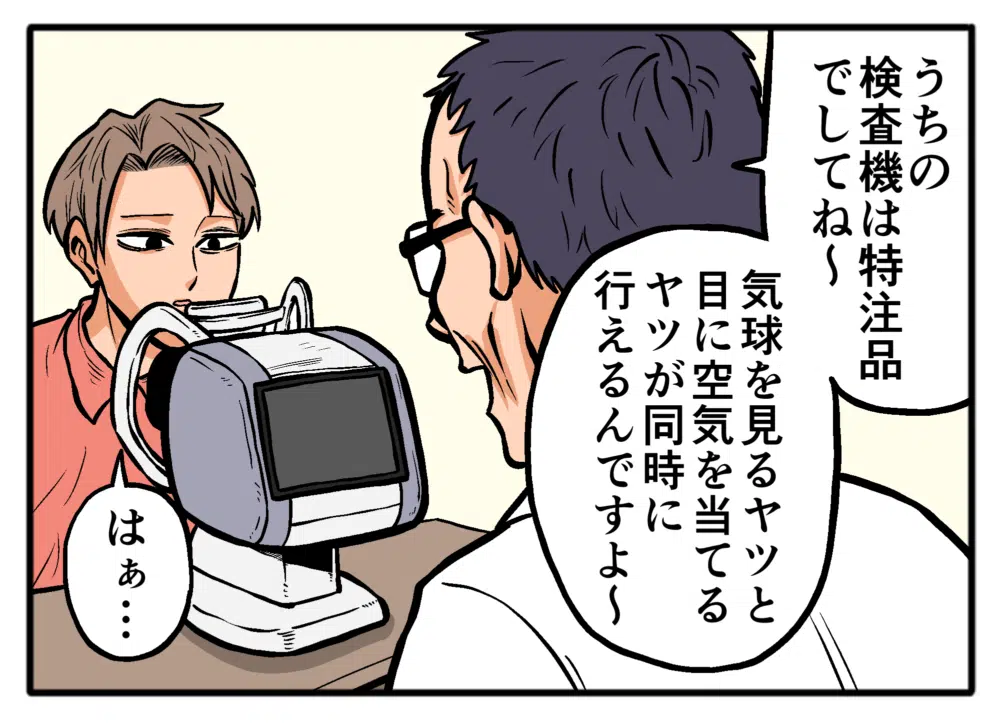 うちの
検査機は特注品
でしてね～
気球を見るヤツと
目に空気を当てる
ヤツが同時に
行えるんですよ～
はぁ…